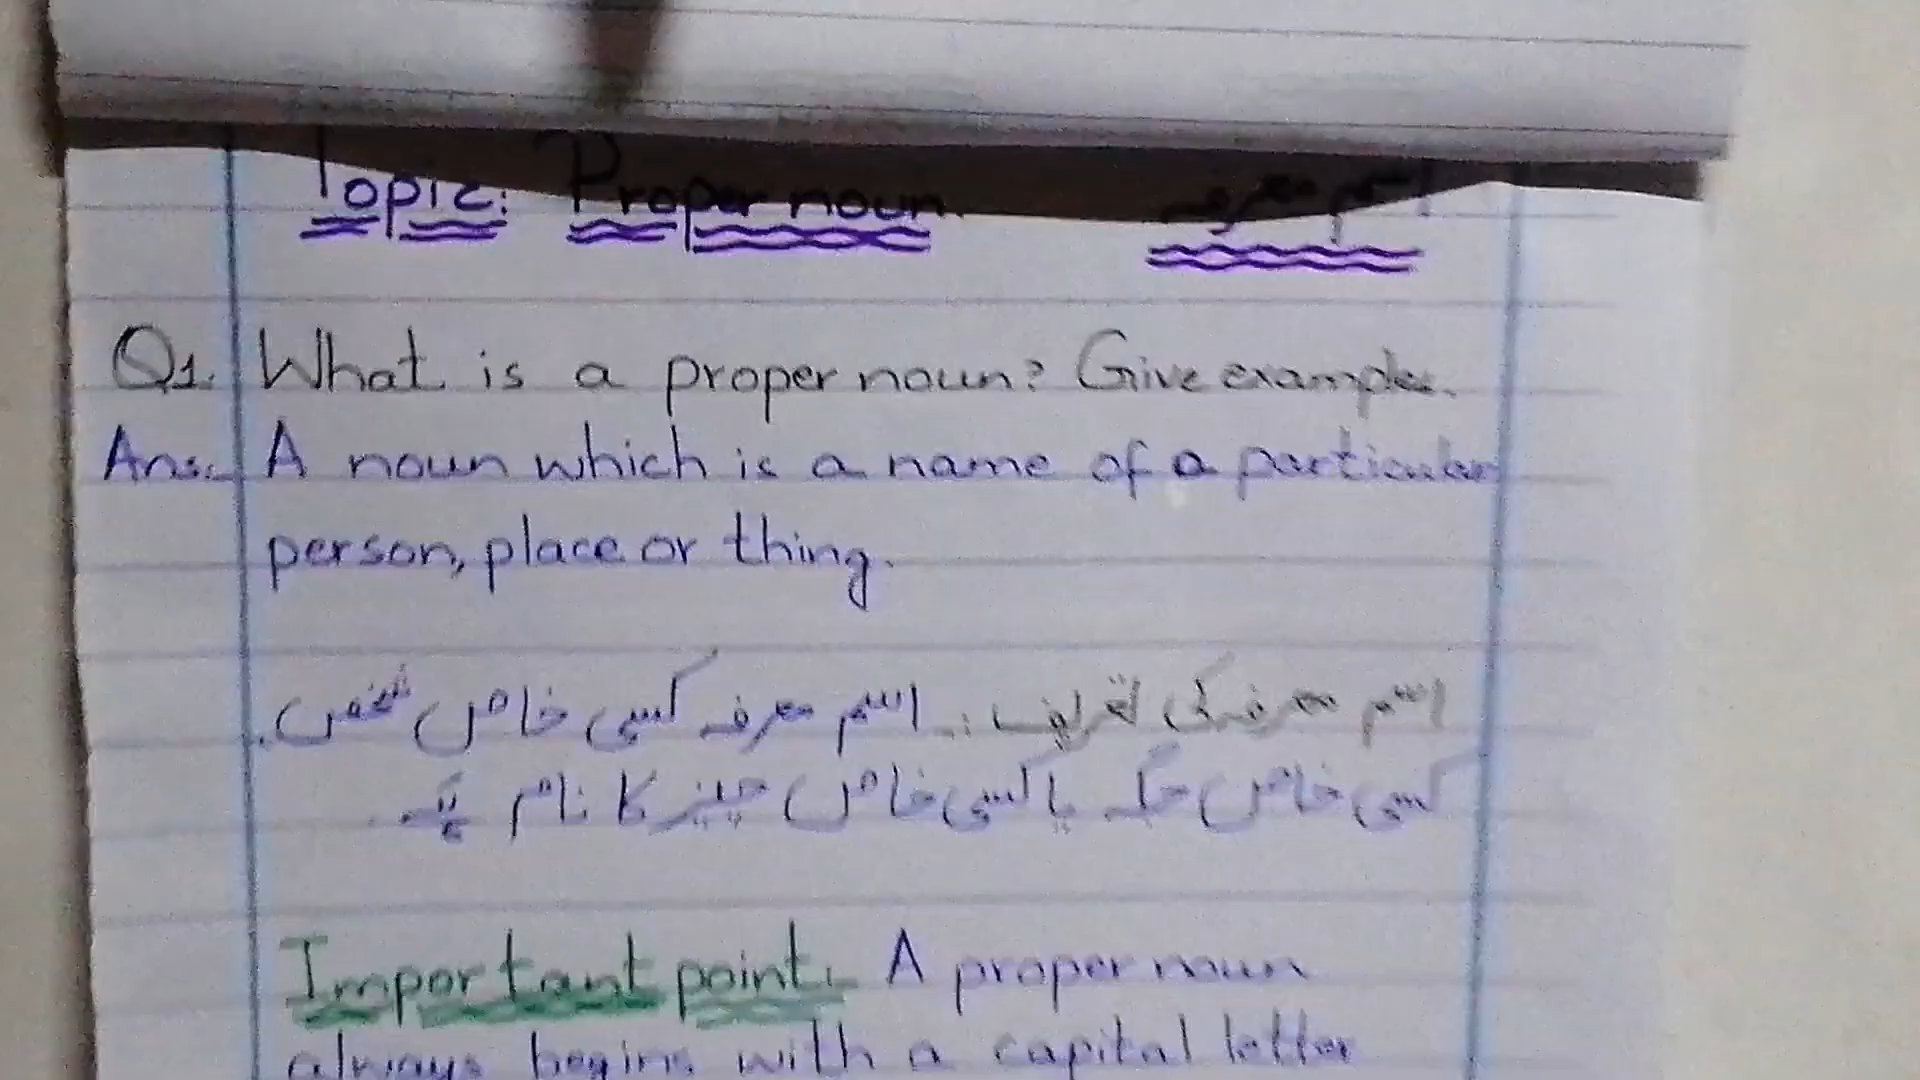 Topic: Proper noun. اسم معرفہ
Q1. What is a proper noun? Give examples.
Ans:- A noun which is a name of a particular
person, place or thing.
اسم معرفہ کی تعریف :۔ اسم معرفہ کسی خاص شخص،
کسی خاص جگہ یا کسی خاص چیز کا نام ہے۔
Important point:- A proper noun
always begins with a capital letter